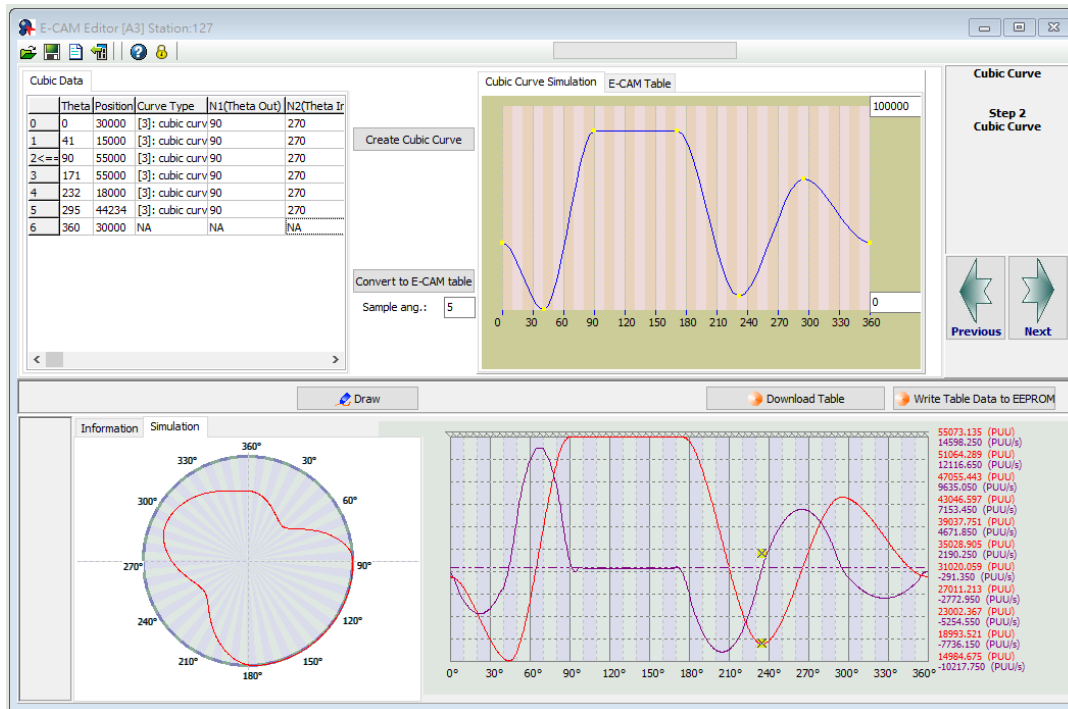 E-CAM Editor [A3] Station:127
Cubic Data
Theta Position Curve Type N1(Theta Out) N2(Theta Ir
0 0 30000 [3]: cubic curv 90 270
1 41 15000 [3]: cubic curv 90 270
2<== 90 55000 [3]: cubic curv 90 270
3 171 55000 [3]: cubic curv 90 270
4 232 18000 [3]: cubic curv 90 270
5 295 44234 [3]: cubic curv 90 270
6 360 30000 NA NA NA
Create Cubic Curve
Convert to E-CAM table
Sample ang.: 5
Cubic Curve Simulation E-CAM Table
100000
0
0 30 60 90 120 150 180 210 240 270 300 330 360
Cubic Curve
Step 2
Cubic Curve
Previous Next
Draw Download Table Write Table Data to EEPROM
Information Simulation
360°
330° 30°
300° 60°
270° 90°
240° 120°
210° 150°
180°
55073.135 (PUU)
14598.250 (PUU/s)
51064.289 (PUU)
12116.650 (PUU/s)
47055.443 (PUU)
9635.050 (PUU/s)
43046.597 (PUU)
7153.450 (PUU/s)
39037.751 (PUU)
4671.850 (PUU/s)
35028.905 (PUU)
2190.250 (PUU/s)
31020.059 (PUU)
-291.350 (PUU/s)
27011.213 (PUU)
-2772.950 (PUU/s)
23002.367 (PUU)
-5254.550 (PUU/s)
18993.521 (PUU)
-7736.150 (PUU/s)
14984.675 (PUU)
-10217.750 (PUU/s)
0° 30° 60° 90° 120° 150° 180° 210° 240° 270° 300° 330° 360°